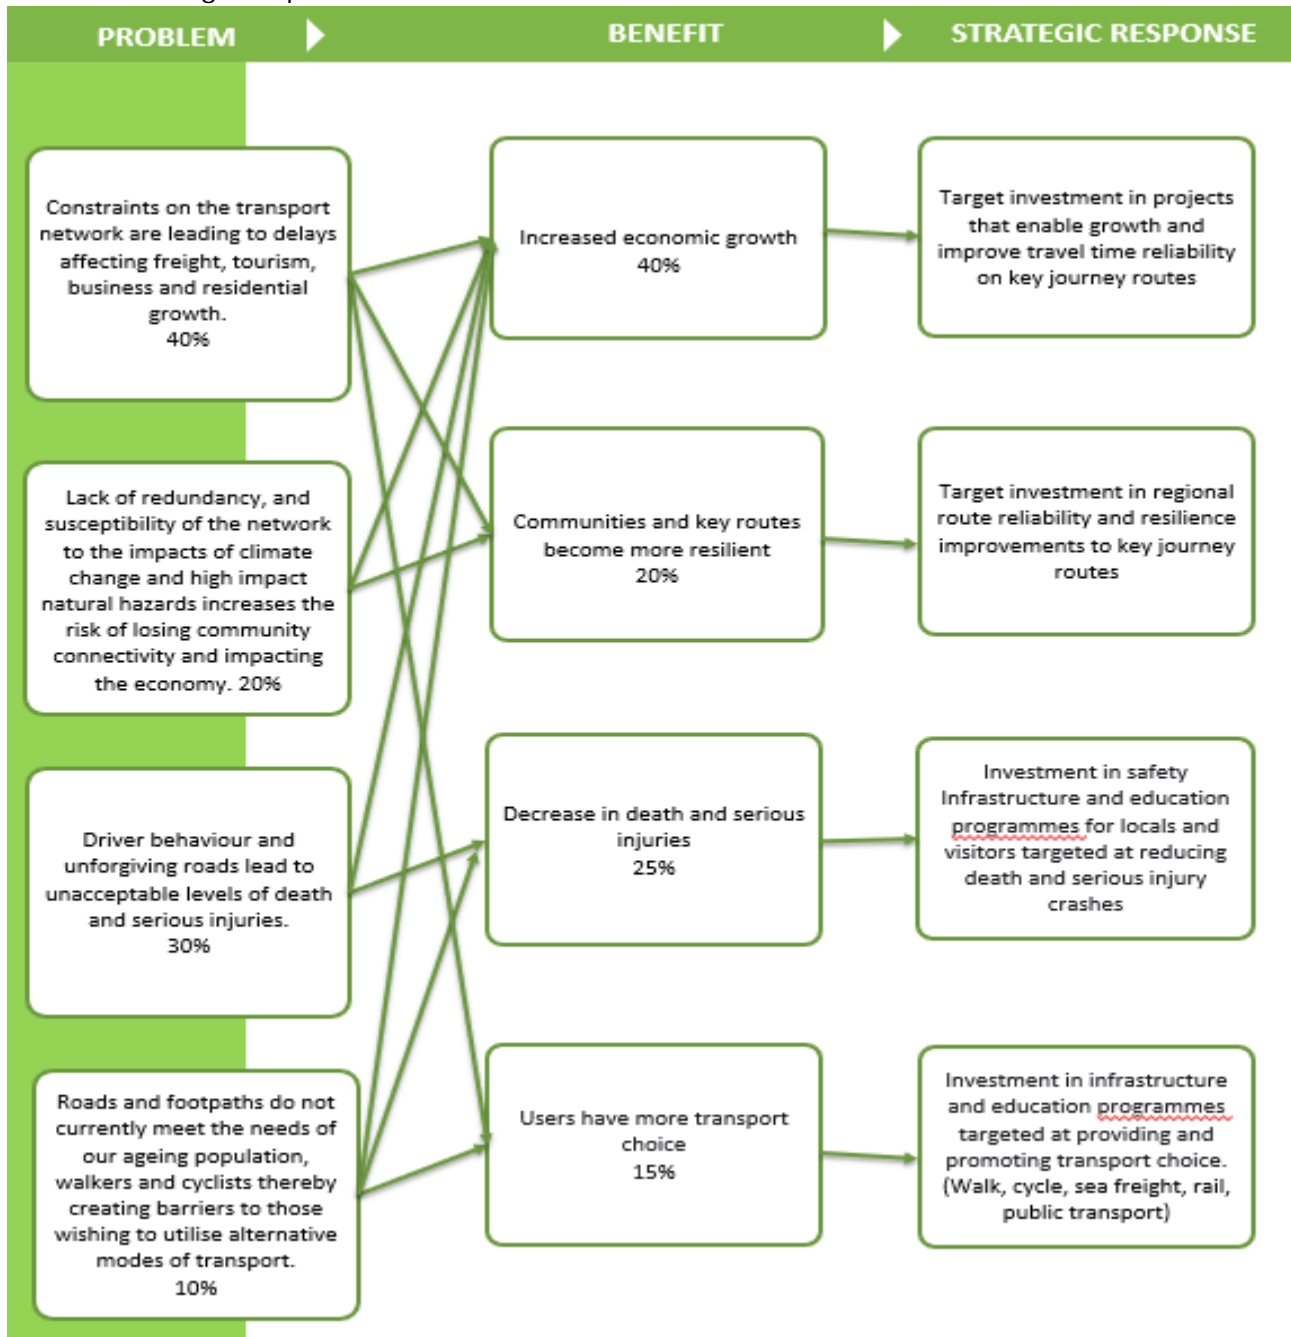 PROBLEM
BENEFIT
STRATEGIC RESPONSE
Constraints on the transport
network are leading to delays
affecting freight, tourism,
business and residential
growth.
40%
Increased economic growth
40%
Target investment in projects
that enable growth and
improve travel time reliability
on key journey routes
Lack of redundancy, and
susceptibility of the network
to the impacts of climate
change and high impact
natural hazards increases the
risk of losing community
connectivity and impacting
the economy. 20%
Communities and key routes
become more resilient
20%
Target investment in regional
route reliability and resilience
improvements to key journey
routes
Driver behaviour and
unforgiving roads lead to
unacceptable levels of death
and serious injuries.
30%
Decrease in death and serious
injuries
25%
Investment in safety
Infrastructure and education
programmes for locals and
visitors targeted at reducing
death and serious injury
crashes
Roads and footpaths do not
currently meet the needs of
our ageing population,
walkers and cyclists thereby
creating barriers to those
wishing to utilise alternative
modes of transport.
10%
Users have more transport
choice
15%
Investment in infrastructure
and education programmes
targeted at providing and
promoting transport choice.
(Walk, cycle, sea freight, rail,
public transport)